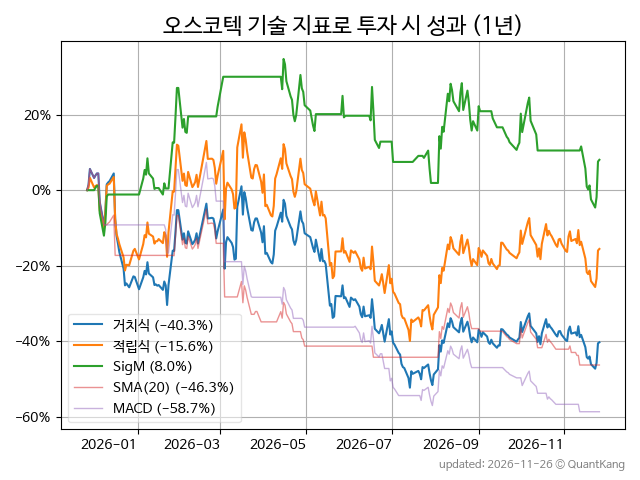 오스코텍 기술 지표로 투자 시 성과 (1년)
20%
0%
−20%
−40%
−60%
거치식 (−40.3%)
적립식 (−15.6%)
SigM (8.0%)
SMA(20) (−46.3%)
MACD (−58.7%)
2026-01
2026-03
2026-05
2026-07
2026-09
2026-11
updated: 2026-11-26 ⓒ QuantKang